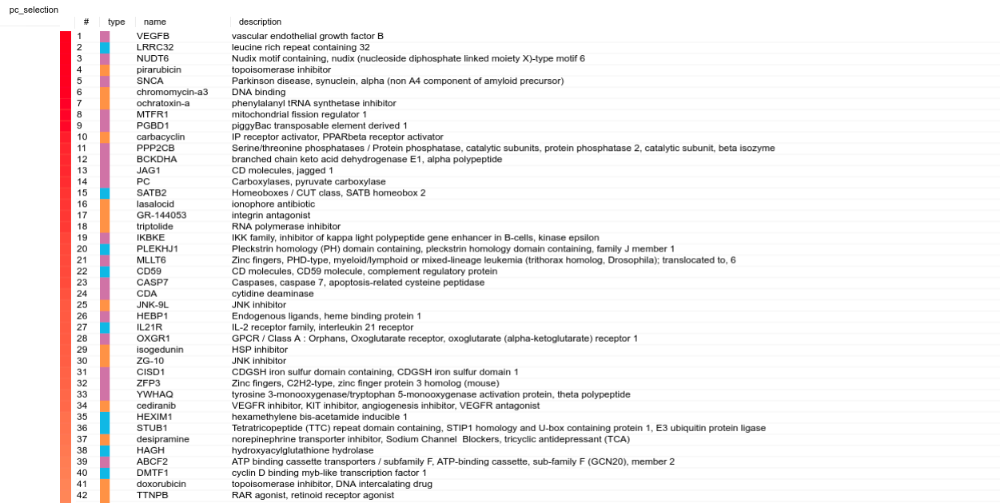 pc_selection
# type name description
1 VEGFB vascular endothelial growth factor B
2 LRRC32 leucine rich repeat containing 32
3 NUDT6 Nudix motif containing, nudix (nucleoside diphosphate linked moiety X)-type motif 6
4 pirarubicin topoisomerase inhibitor
5 SNCA Parkinson disease, synuclein, alpha (non A4 component of amyloid precursor)
6 chromomycin-a3 DNA binding
7 ochratoxin-a phenylalanyl tRNA synthetase inhibitor
8 MTFR1 mitochondrial fission regulator 1
9 PGBD1 piggyBac transposable element derived 1
10 carbacyclin IP receptor activator, PPARbeta receptor activator
11 PPP2CB Serine/threonine phosphatases / Protein phosphatase, catalytic subunits, protein phosphatase 2, catalytic subunit, beta isozyme
12 BCKDHA branched chain keto acid dehydrogenase E1, alpha polypeptide
13 JAG1 CD molecules, jagged 1
14 PC Carboxylases, pyruvate carboxylase
15 SATB2 Homeoboxes / CUT class, SATB homeobox 2
16 lasalocid ionophore antibiotic
17 GR-144053 integrin antagonist
18 triptolide RNA polymerase inhibitor
19 IKBKE IKK family, inhibitor of kappa light polypeptide gene enhancer in B-cells, kinase epsilon
20 PLEKHJ1 Pleckstrin homology (PH) domain containing, pleckstrin homology domain containing, family J member 1
21 MLLT6 Zinc fingers, PHD-type, myeloid/lymphoid or mixed-lineage leukemia (trithorax homolog, Drosophila); translocated to, 6
22 CD59 CD molecules, CD59 molecule, complement regulatory protein
23 CASP7 Caspases, caspase 7, apoptosis-related cysteine peptidase
24 CDA cytidine deaminase
25 JNK-9L JNK inhibitor
26 HEBP1 Endogenous ligands, heme binding protein 1
27 IL21R IL-2 receptor family, interleukin 21 receptor
28 OXGR1 GPCR / Class A : Orphans, Oxoglutarate receptor, oxoglutarate (alpha-ketoglutarate) receptor 1
29 isogedunin HSP inhibitor
30 ZG-10 JNK inhibitor
31 CISD1 CDGSH iron sulfur domain containing, CDGSH iron sulfur domain 1
32 ZFP3 Zinc fingers, C2H2-type, zinc finger protein 3 homolog (mouse)
33 YWHAQ tyrosine 3-monooxygenase/tryptophan 5-monooxygenase activation protein, theta polypeptide
34 cediranib VEGFR inhibitor, KIT inhibitor, angiogenesis inhibitor, VEGFR antagonist
35 HEXIM1 hexamethylene bis-acetamide inducible 1
36 STUB1 Tetratricopeptide (TTC) repeat domain containing, STIP1 homology and U-box containing protein 1, E3 ubiquitin protein ligase
37 desipramine norepinephrine transporter inhibitor, Sodium Channel  Blockers, tricyclic antidepressant (TCA)
38 HAGH hydroxyacylglutathione hydrolase
39 ABCF2 ATP binding cassette transporters / subfamily F, ATP-binding cassette, sub-family F (GCN20), member 2
40 DMTF1 cyclin D binding myb-like transcription factor 1
41 doxorubicin topoisomerase inhibitor, DNA intercalating drug
42 TTNPB RAR agonist, retinoid receptor agonist